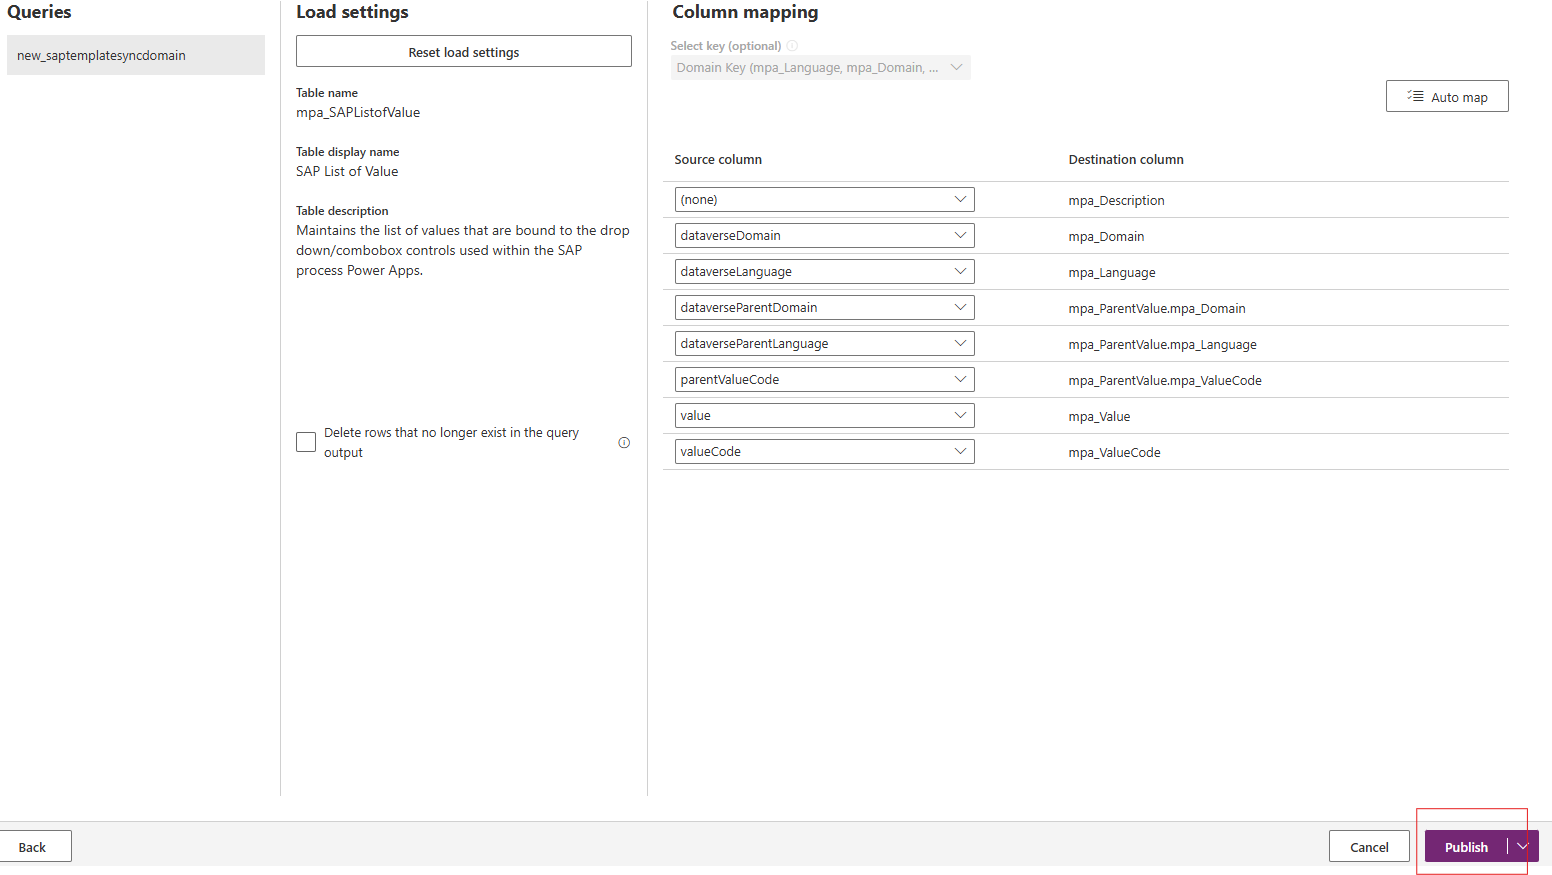 Queries
new_saptemplatesyncdomain
Load settings
Reset load settings
Table name
mpa_SAPListofValue
Table display name
SAP List of Value
Table description
Maintains the list of values that are bound to the drop
down/combobox controls used within the SAP
process Power Apps.
Delete rows that no longer exist in the query
output
Column mapping
Select key (optional)
Domain Key (mpa_Language, mpa_Domain, ...
Auto map
Source column Destination column
(none) mpa_Description
dataverseDomain mpa_Domain
dataverseLanguage mpa_Language
dataverseParentDomain mpa_ParentValue.mpa_Domain
dataverseParentLanguage mpa_ParentValue.mpa_Language
parentValueCode mpa_ParentValue.mpa_ValueCode
value mpa_Value
valueCode mpa_ValueCode
Back Cancel Publish